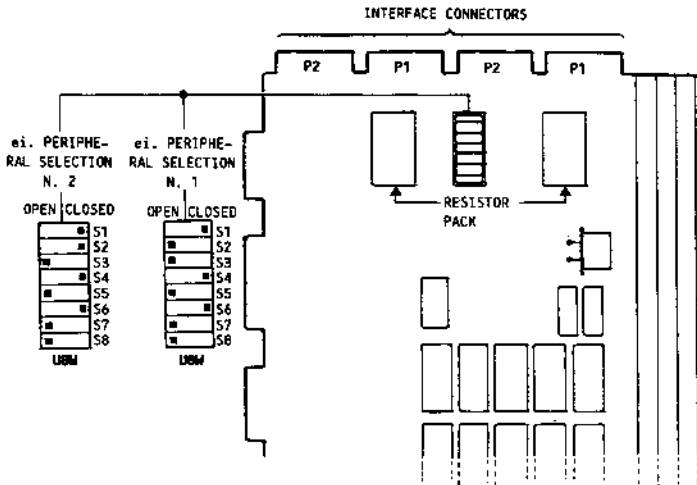 INTERFACE CONNECTORS
P2 P1 P2 P1
ei. PERIPHE-
RAL SELECTION
N. 2
OPEN CLOSED
S1
S2
S3
S4
S5
S6
S7
S8
U8W
ei. PERIPHE-
RAL SELECTION
N. 1
OPEN CLOSED
S1
S2
S3
S4
S5
S6
S7
S8
U8W
RESISTOR
PACK